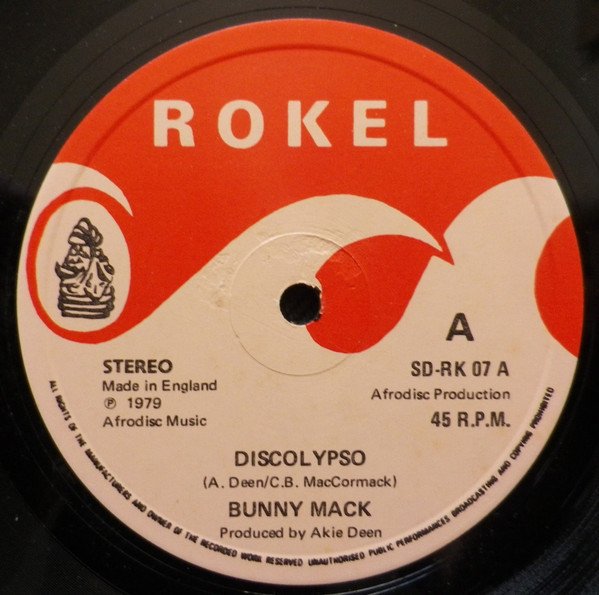 ROKEL
A
STEREO
Made in England
℗ 1979
Afrodisc Music
SD-RK 07 A
Afrodisc Production
45 R.P.M.
DISCOLYPSO
(A. Deen/C.B. MacCormack)
BUNNY MACK
Produced by Akie Deen
ALL RIGHTS OF THE MANUFACTURERS AND OWNER OF THE RECORDED WORK RESERVED UNAUTHORISED PUBLIC PERFORMANCES BROADCASTING AND COPYING PROHIBITED